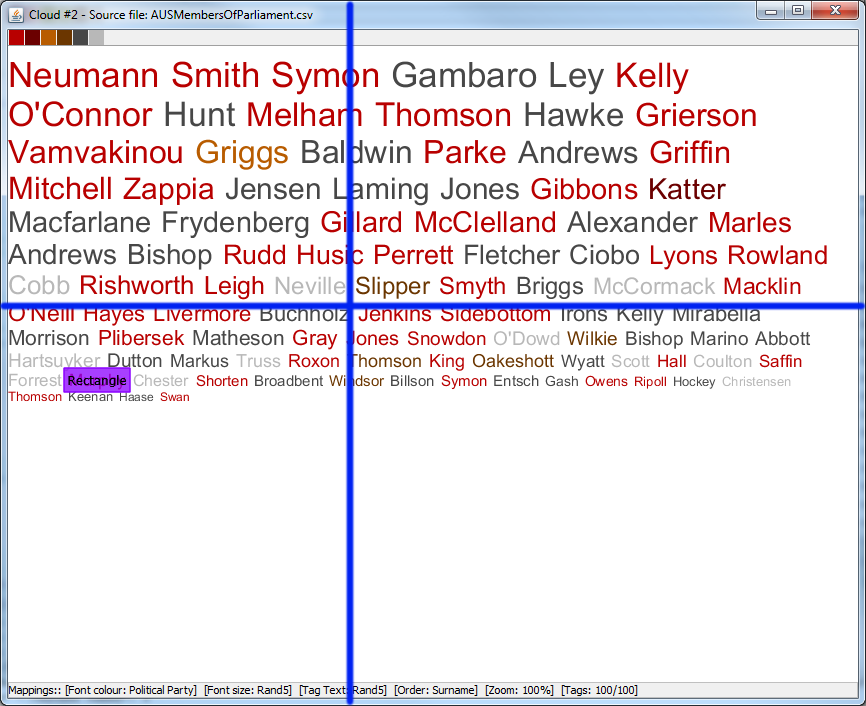 Cloud #2 - Source file: AUSMembersOfParliament.csv
Neumann Smith Symon Gambaro Ley Kelly
O'Connor Hunt Melham Thomson Hawke Grierson
Vamvakinou Griggs Baldwin Parke Andrews Griffin
Mitchell Zappia Jensen Laming Jones Gibbons Katter
Macfarlane Frydenberg Gillard McClelland Alexander Marles
Andrews Bishop Rudd Husic Perrett Fletcher Ciobo Lyons Rowland
Cobb Rishworth Leigh Neville Slipper Smyth Briggs McCormack Macklin
O'Neill Hayes Livermore Buchholz Jenkins Sidebottom Irons Kelly Mirabella
Morrison Plibersek Matheson Gray Jones Snowdon O'Dowd Wilkie Bishop Marino Abbott
Hartsuyker Dutton Markus Truss Roxon Thomson King Oakeshott Wyatt Scott Hall Coulton Saffin
Forrest Rectangle Chester Shorten Broadbent Windsor Billson Symon Entsch Gash Owens Ripoll Hockey Christensen
Thomson Keenan Haase Swan
Mappings:: [Font colour: Political Party] [Font size: Rand5] [Tag Text: Rand5] [Order: Surname] [Zoom: 100%] [Tags: 100/100]